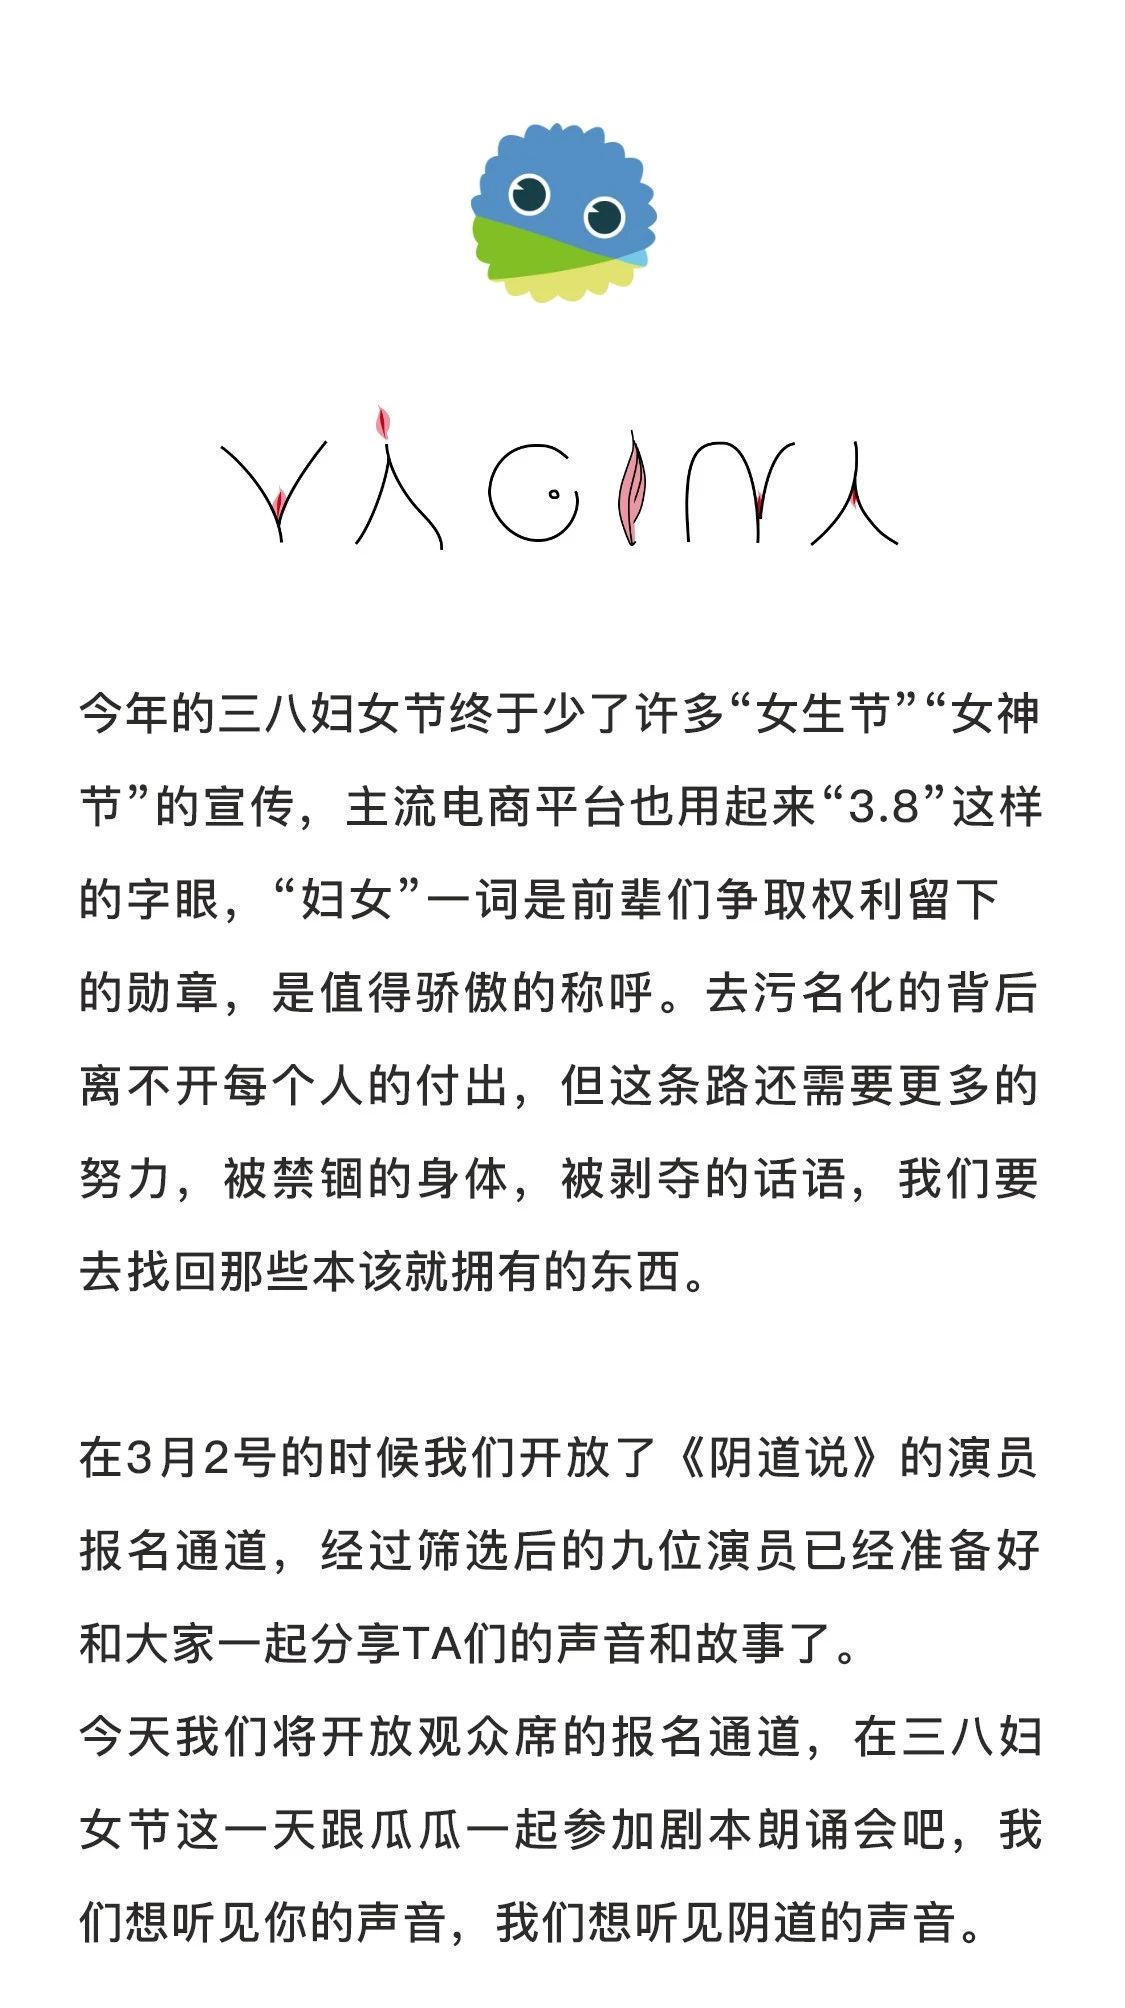 VAGINA
今年的三八妇女节终于少了许多“女生节”“女神
节”的宣传，主流电商平台也用起来“3.8”这样
的字眼，“妇女”一词是前辈们争取权利留下
的勋章，是值得骄傲的称呼。去污名化的背后
离不开每个人的付出，但这条路还需要更多的
努力，被禁锢的身体，被剥夺的话语，我们要
去找回那些本该就拥有的东西。
在3月2号的时候我们开放了《阴道说》的演员
报名通道，经过筛选后的九位演员已经准备好
和大家一起分享TA们的声音和故事了。
今天我们将开放观众席的报名通道，在三八妇
女节这一天跟瓜瓜一起参加剧本朗诵会吧，我
们想听见你的声音，我们想听见阴道的声音。